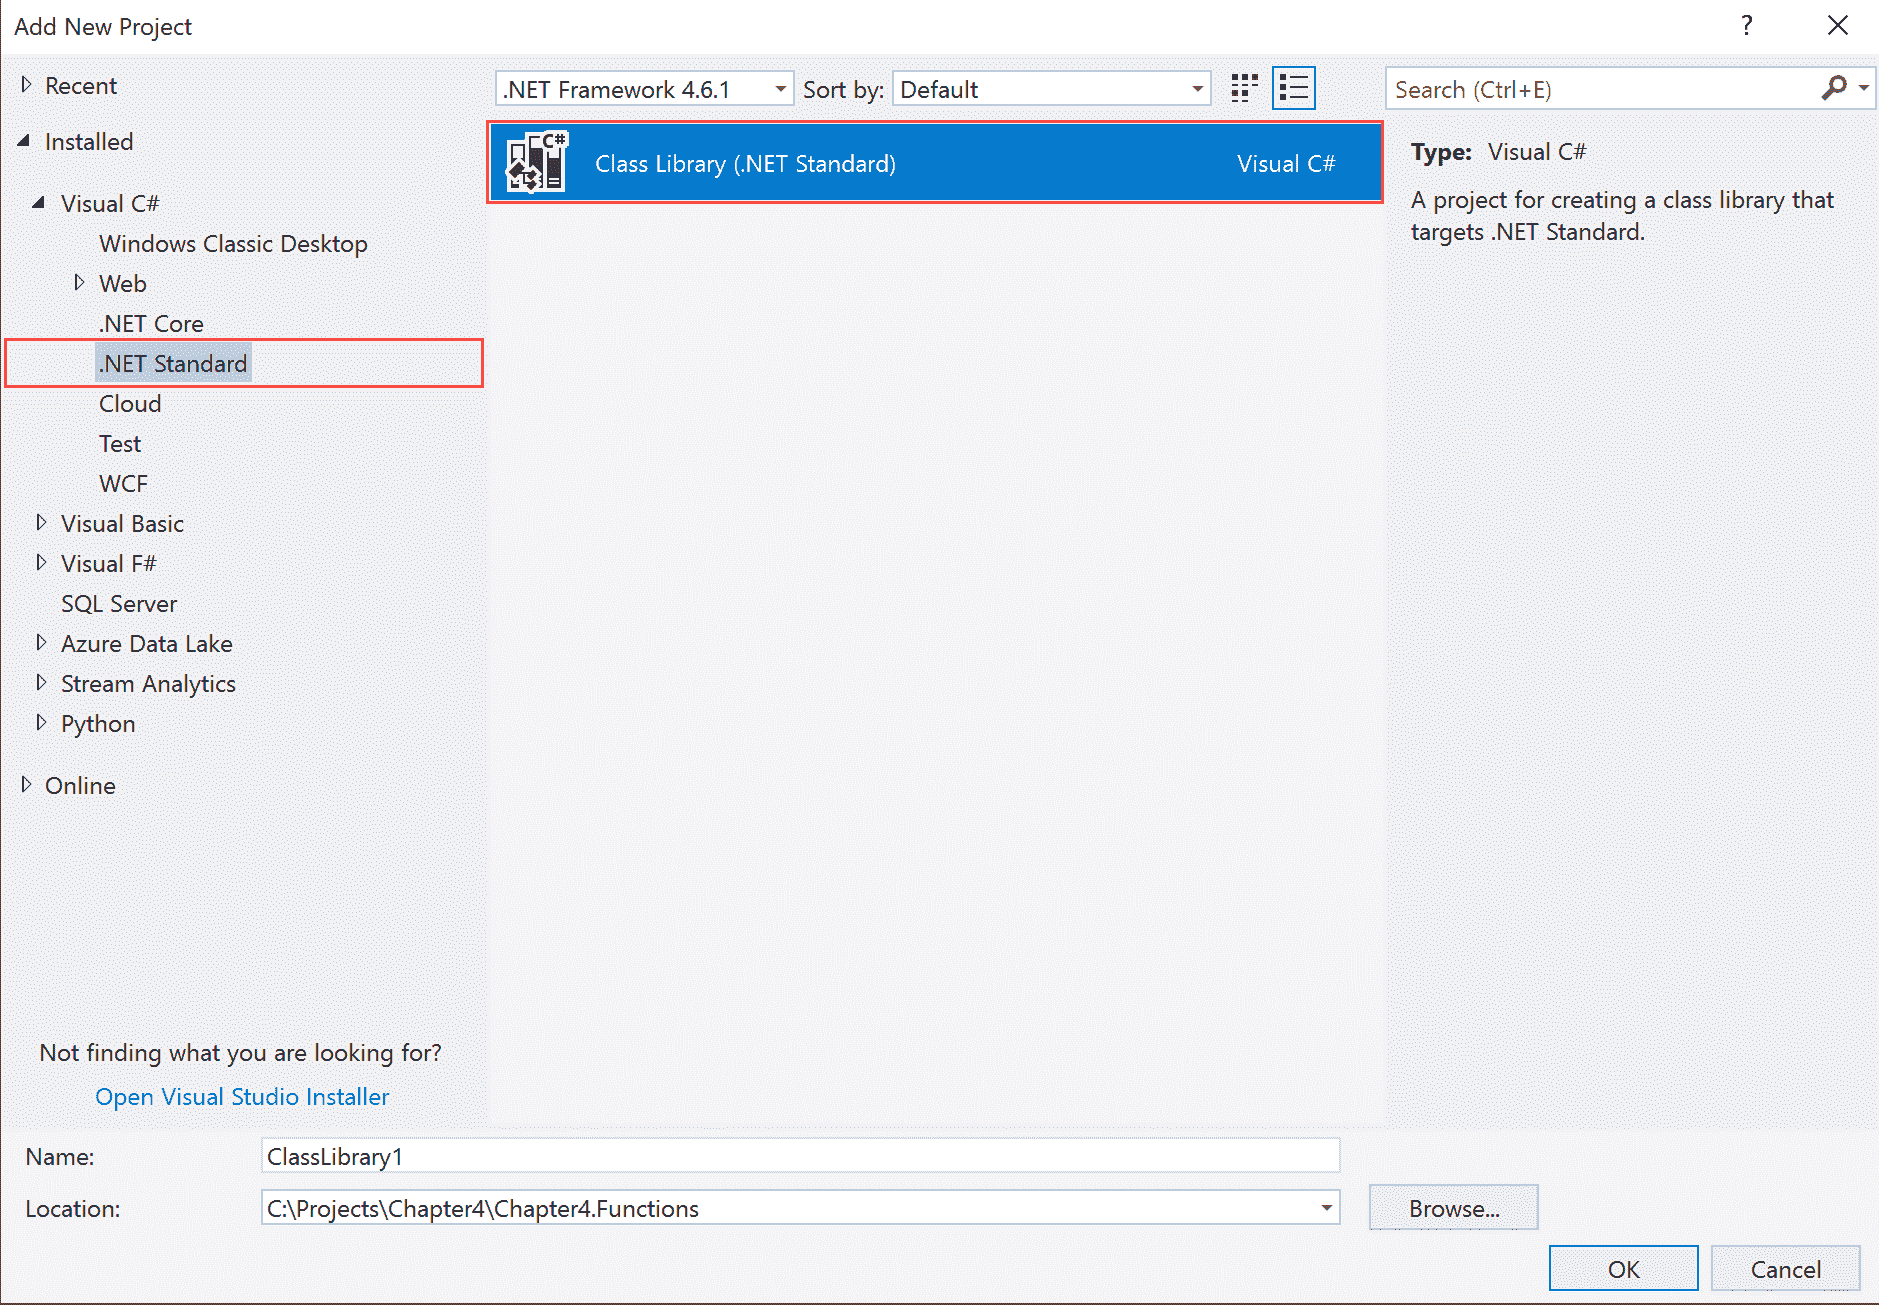 Add New Project
?
Recent
Installed
Visual C#
Windows Classic Desktop
Web
.NET Core
.NET Standard
Cloud
Test
WCF
Visual Basic
Visual F#
SQL Server
Azure Data Lake
Stream Analytics
Python
Online
Not finding what you are looking for?
Open Visual Studio Installer
.NET Framework 4.6.1
Sort by:
Default
C#
Class Library (.NET Standard)
Visual C#
Search (Ctrl+E)
Type: Visual C#
A project for creating a class library that
targets .NET Standard.
Name:
ClassLibrary1
Location:
C:\Projects\Chapter4\Chapter4.Functions
Browse...
OK
Cancel